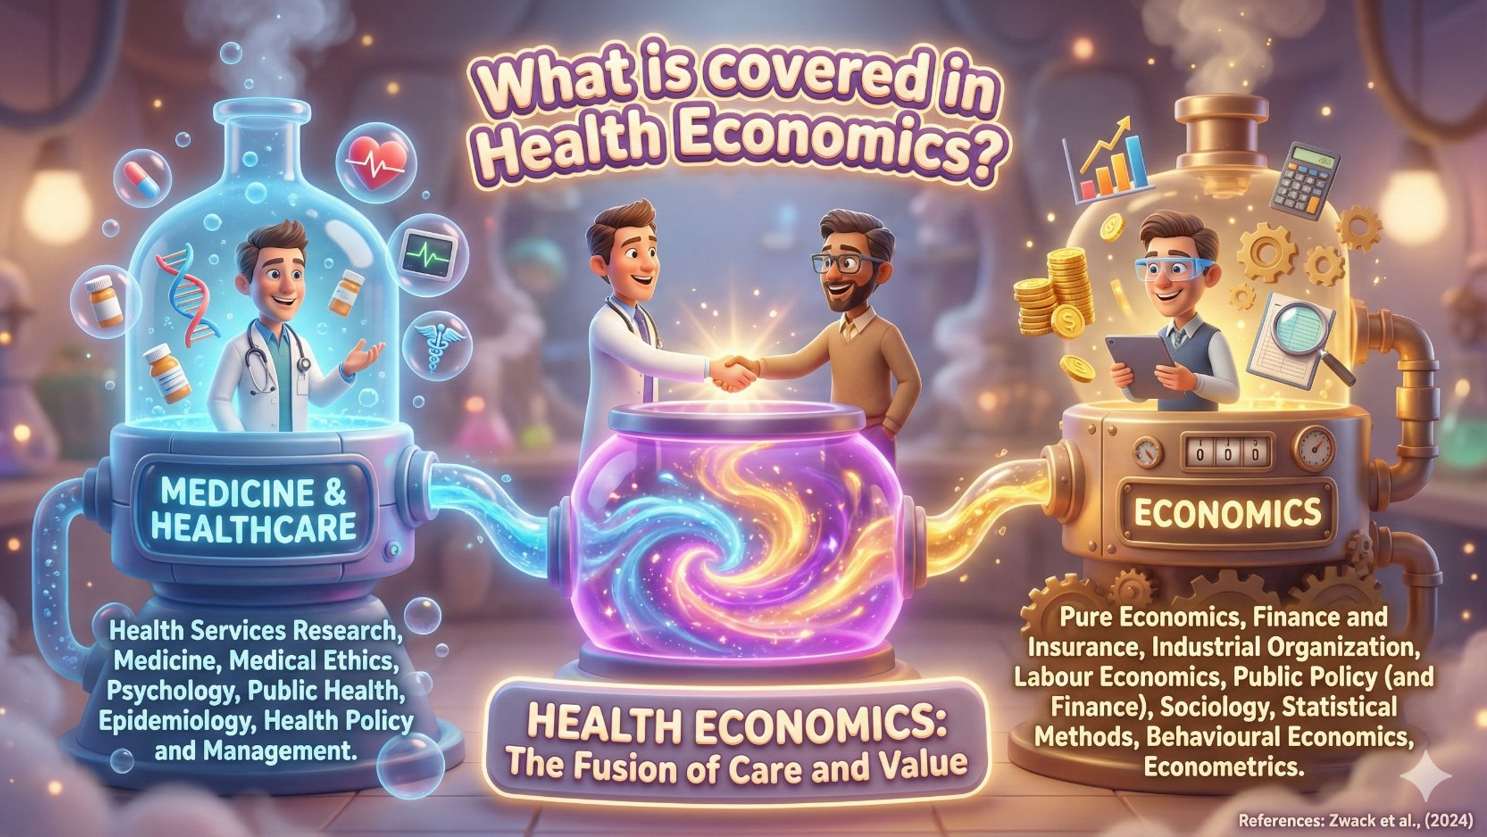 What is covered in
Health Economics?
MEDICINE &
HEALTHCARE
ECONOMICS
Health Services Research,
Medicine, Medical Ethics,
Psychology, Public Health,
Epidemiology, Health Policy
and Management.
HEALTH ECONOMICS:
The Fusion of Care and Value
Pure Economics, Finance and
Insurance, Industrial Organization,
Labour Economics, Public Policy (and
Finance), Sociology, Statistical
Methods, Behavioural Economics,
Econometrics.
References: Zwack et al., (2024)